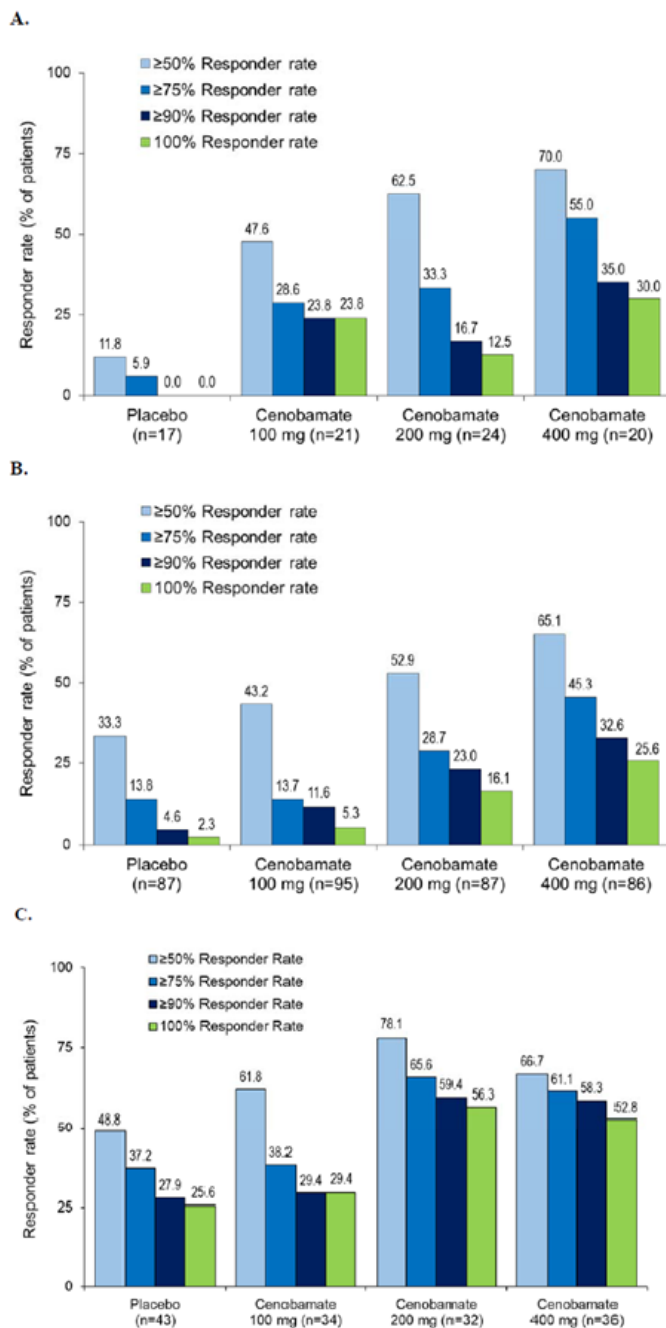 A.
≥50% Responder rate
≥75% Responder rate
≥90% Responder rate
100% Responder rate
Responder rate (% of patients)
100
75
50
25
0
11.8
5.9
0.0
0.0
47.6
28.6
23.8
23.8
62.5
33.3
16.7
12.5
70.0
55.0
35.0
30.0
Placebo
(n=17)
Cenobamate
100 mg (n=21)
Cenobamate
200 mg (n=24)
Cenobamate
400 mg (n=20)
B.
≥50% Responder rate
≥75% Responder rate
≥90% Responder rate
100% Responder rate
Responder rate (% of patients)
100
75
50
25
0
33.3
13.8
4.6
2.3
43.2
13.7
11.6
5.3
52.9
28.7
23.0
16.1
65.1
45.3
32.6
25.6
Placebo
(n=87)
Cenobamate
100 mg (n=95)
Cenobamate
200 mg (n=87)
Cenobamate
400 mg (n=86)
C.
≥50% Responder Rate
≥75% Responder Rate
≥90% Responder Rate
100% Responder Rate
Responder rate (% of patients)
100
75
50
25
0
48.8
37.2
27.9
25.6
61.8
38.2
29.4
29.4
78.1
65.6
59.4
56.3
66.7
61.1
58.3
52.8
Placebo
(n=43)
Cenobamate
100 mg (n=34)
Cenobamate
200 mg (n=32)
Cenobamate
400 mg (n=36)